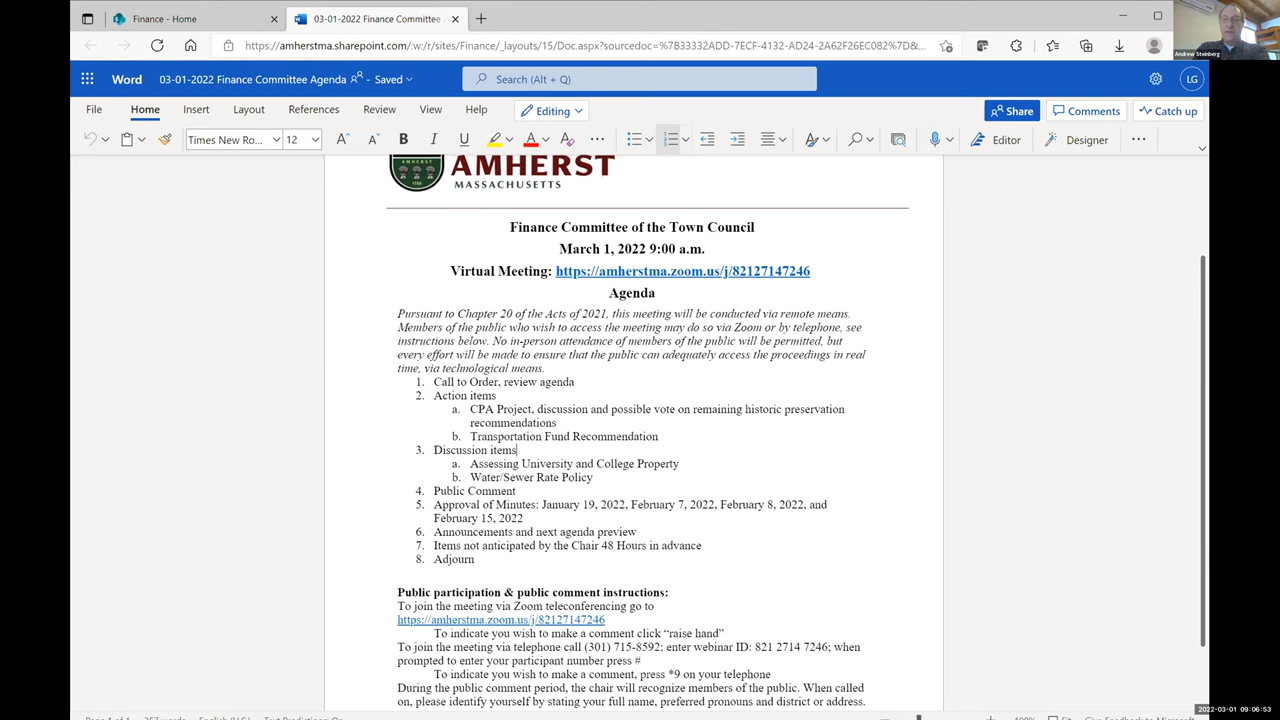 Finance - Home
03-01-2022 Finance Committee
https://amherstma.sharepoint.com/:w:/r/sites/Finance/_layouts/15/Doc.aspx?sourcedoc=%7B33332ADD-7ECF-4132-AD24-2A62F26EC082%7D&...
Andrew Steinberg
Word
03-01-2022 Finance Committee Agenda - Saved
Search (Alt + Q)
LG
File
Home
Insert
Layout
References
Review
View
Help
Editing
Share
Comments
Catch up
Times New Ro...
12
Editor
Designer
AMHERST
MASSACHUSETTS
Finance Committee of the Town Council
March 1, 2022 9:00 a.m.
Virtual Meeting: https://amherstma.zoom.us/j/82127147246
Agenda
Pursuant to Chapter 20 of the Acts of 2021, this meeting will be conducted via remote means.
Members of the public who wish to access the meeting may do so via Zoom or by telephone, see
instructions below. No in-person attendance of members of the public will be permitted, but
every effort will be made to ensure that the public can adequately access the proceedings in real
time, via technological means.
1. Call to Order, review agenda
2. Action items
a. CPA Project, discussion and possible vote on remaining historic preservation
recommendations
b. Transportation Fund Recommendation
3. Discussion items
a. Assessing University and College Property
b. Water/Sewer Rate Policy
4. Public Comment
5. Approval of Minutes: January 19, 2022, February 7, 2022, February 8, 2022, and
February 15, 2022
6. Announcements and next agenda preview
7. Items not anticipated by the Chair 48 Hours in advance
8. Adjourn
Public participation & public comment instructions:
To join the meeting via Zoom teleconferencing go to
https://amherstma.zoom.us/j/82127147246
To indicate you wish to make a comment click “raise hand”
To join the meeting via telephone call (301) 715-8592; enter webinar ID: 821 2714 7246; when
prompted to enter your participant number press #
To indicate you wish to make a comment, press *9 on your telephone
During the public comment period, the chair will recognize members of the public. When called
on, please identify yourself by stating your full name, preferred pronouns and district or address.
2022-03-01 09:06:53